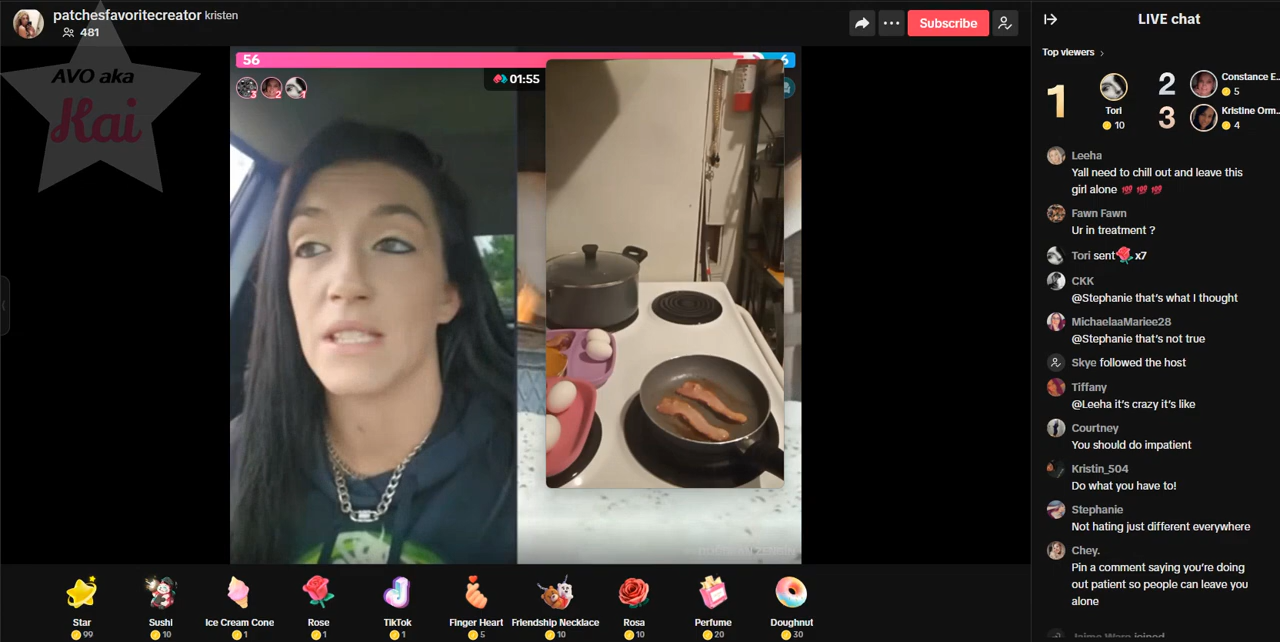 patchesfavoritecreator kristen
481
Subscribe
AVO aka
Kai
56
01:55
6
LIVE chat
Top viewers
1
Tori
10
2
Constance E...
5
3
Kristine Orm...
4
Leeha
Yall need to chill out and leave this
girl alone 💯 💯 💯
Fawn Fawn
Ur in treatment ?
Tori sent x7
CKK
@Stephanie that's what I thought
MichaelaaMariee28
@Stephanie that's not true
Skye followed the host
Tiffany
@Leeha it's crazy it's like
Courtney
You should do impatient
Kristin_504
Do what you have to!
Stephanie
Not hating just different everywhere
Chey.
Pin a comment saying you're doing
out patient so people can leave you
alone
Jaime Ware joined
Star
99
Sushi
10
Ice Cream Cone
1
Rose
1
TikTok
1
Finger Heart
5
Friendship Necklace
10
Rosa
10
Perfume
20
Doughnut
30